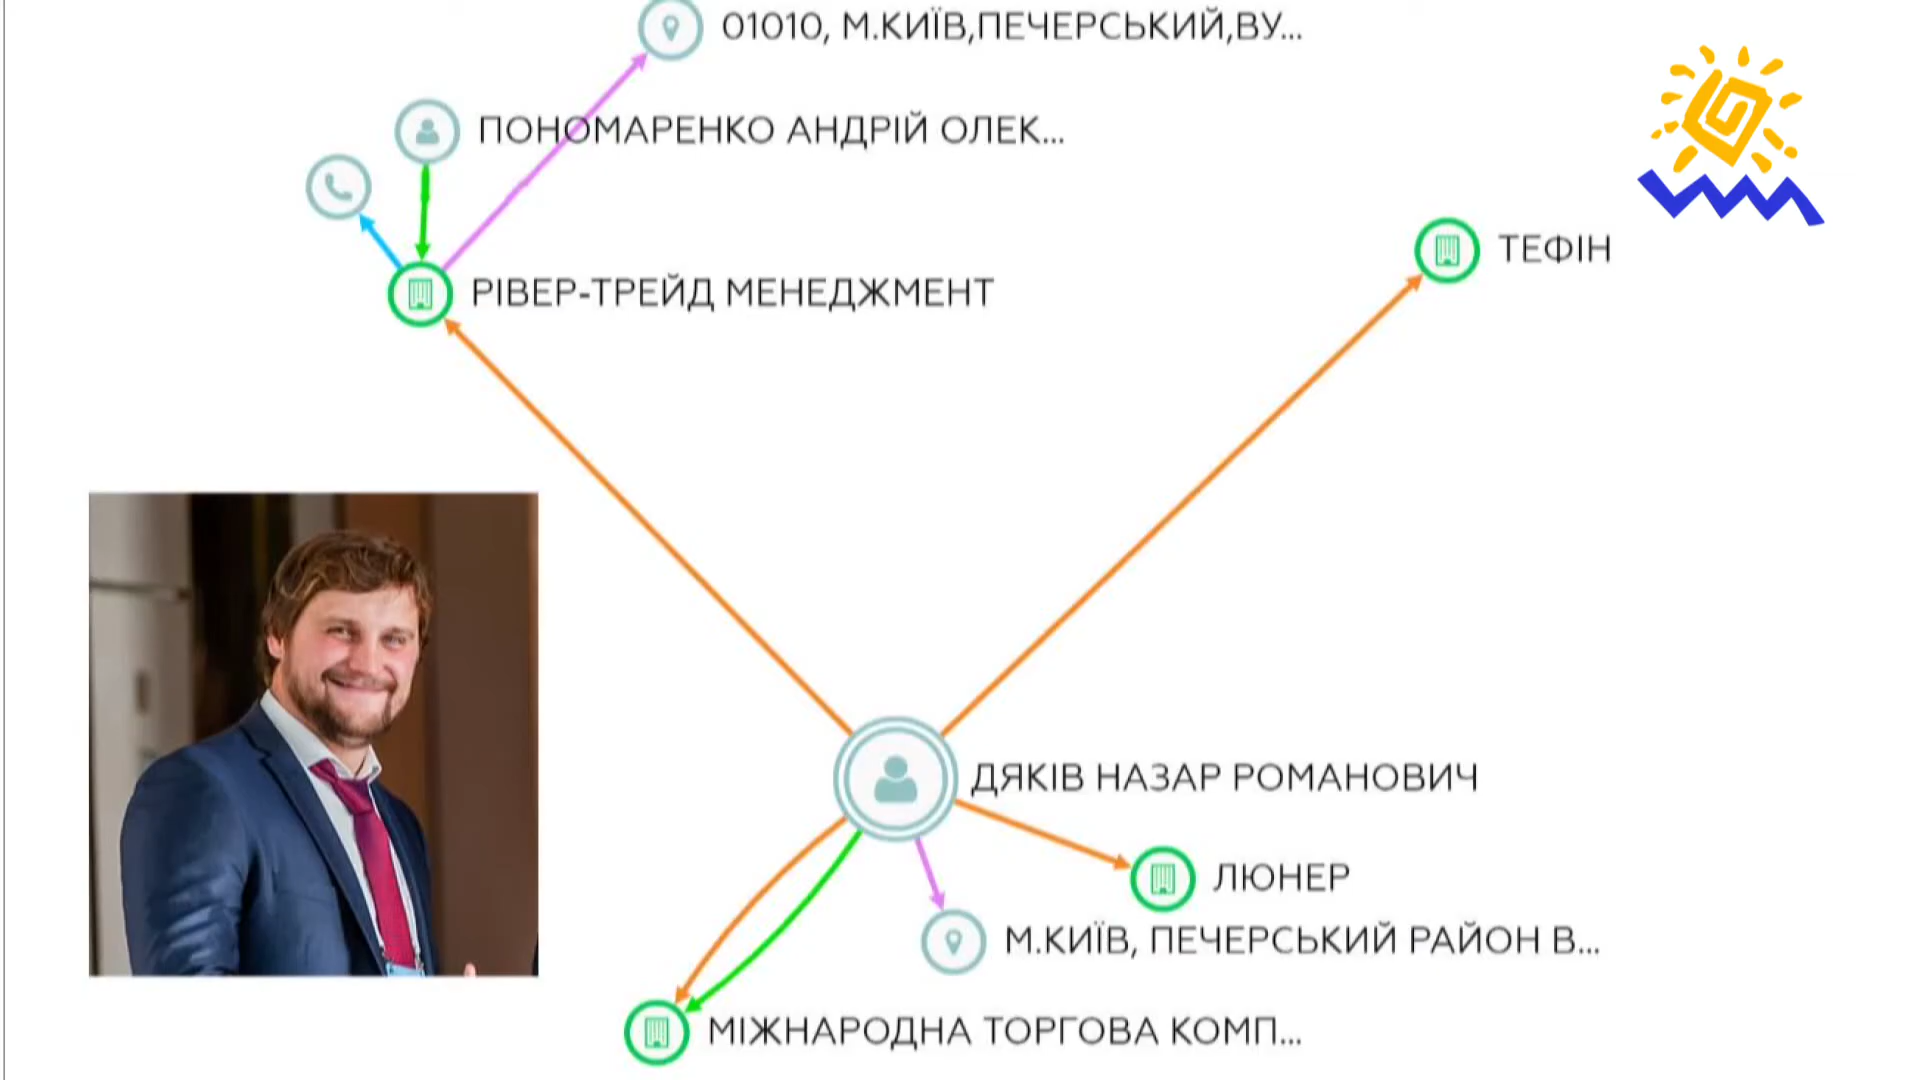 01010, М.КИЇВ,ПЕЧЕРСЬКИЙ,ВУ...
ПОНОМАРЕНКО АНДРІЙ ОЛЕК...
ТЕФІН
РІВЕР-ТРЕЙД МЕНЕДЖМЕНТ
ДЯКІВ НАЗАР РОМАНОВИЧ
ЛЮНЕР
М.КИЇВ, ПЕЧЕРСЬКИЙ РАЙОН В...
МІЖНАРОДНА ТОРГОВА КОМП...